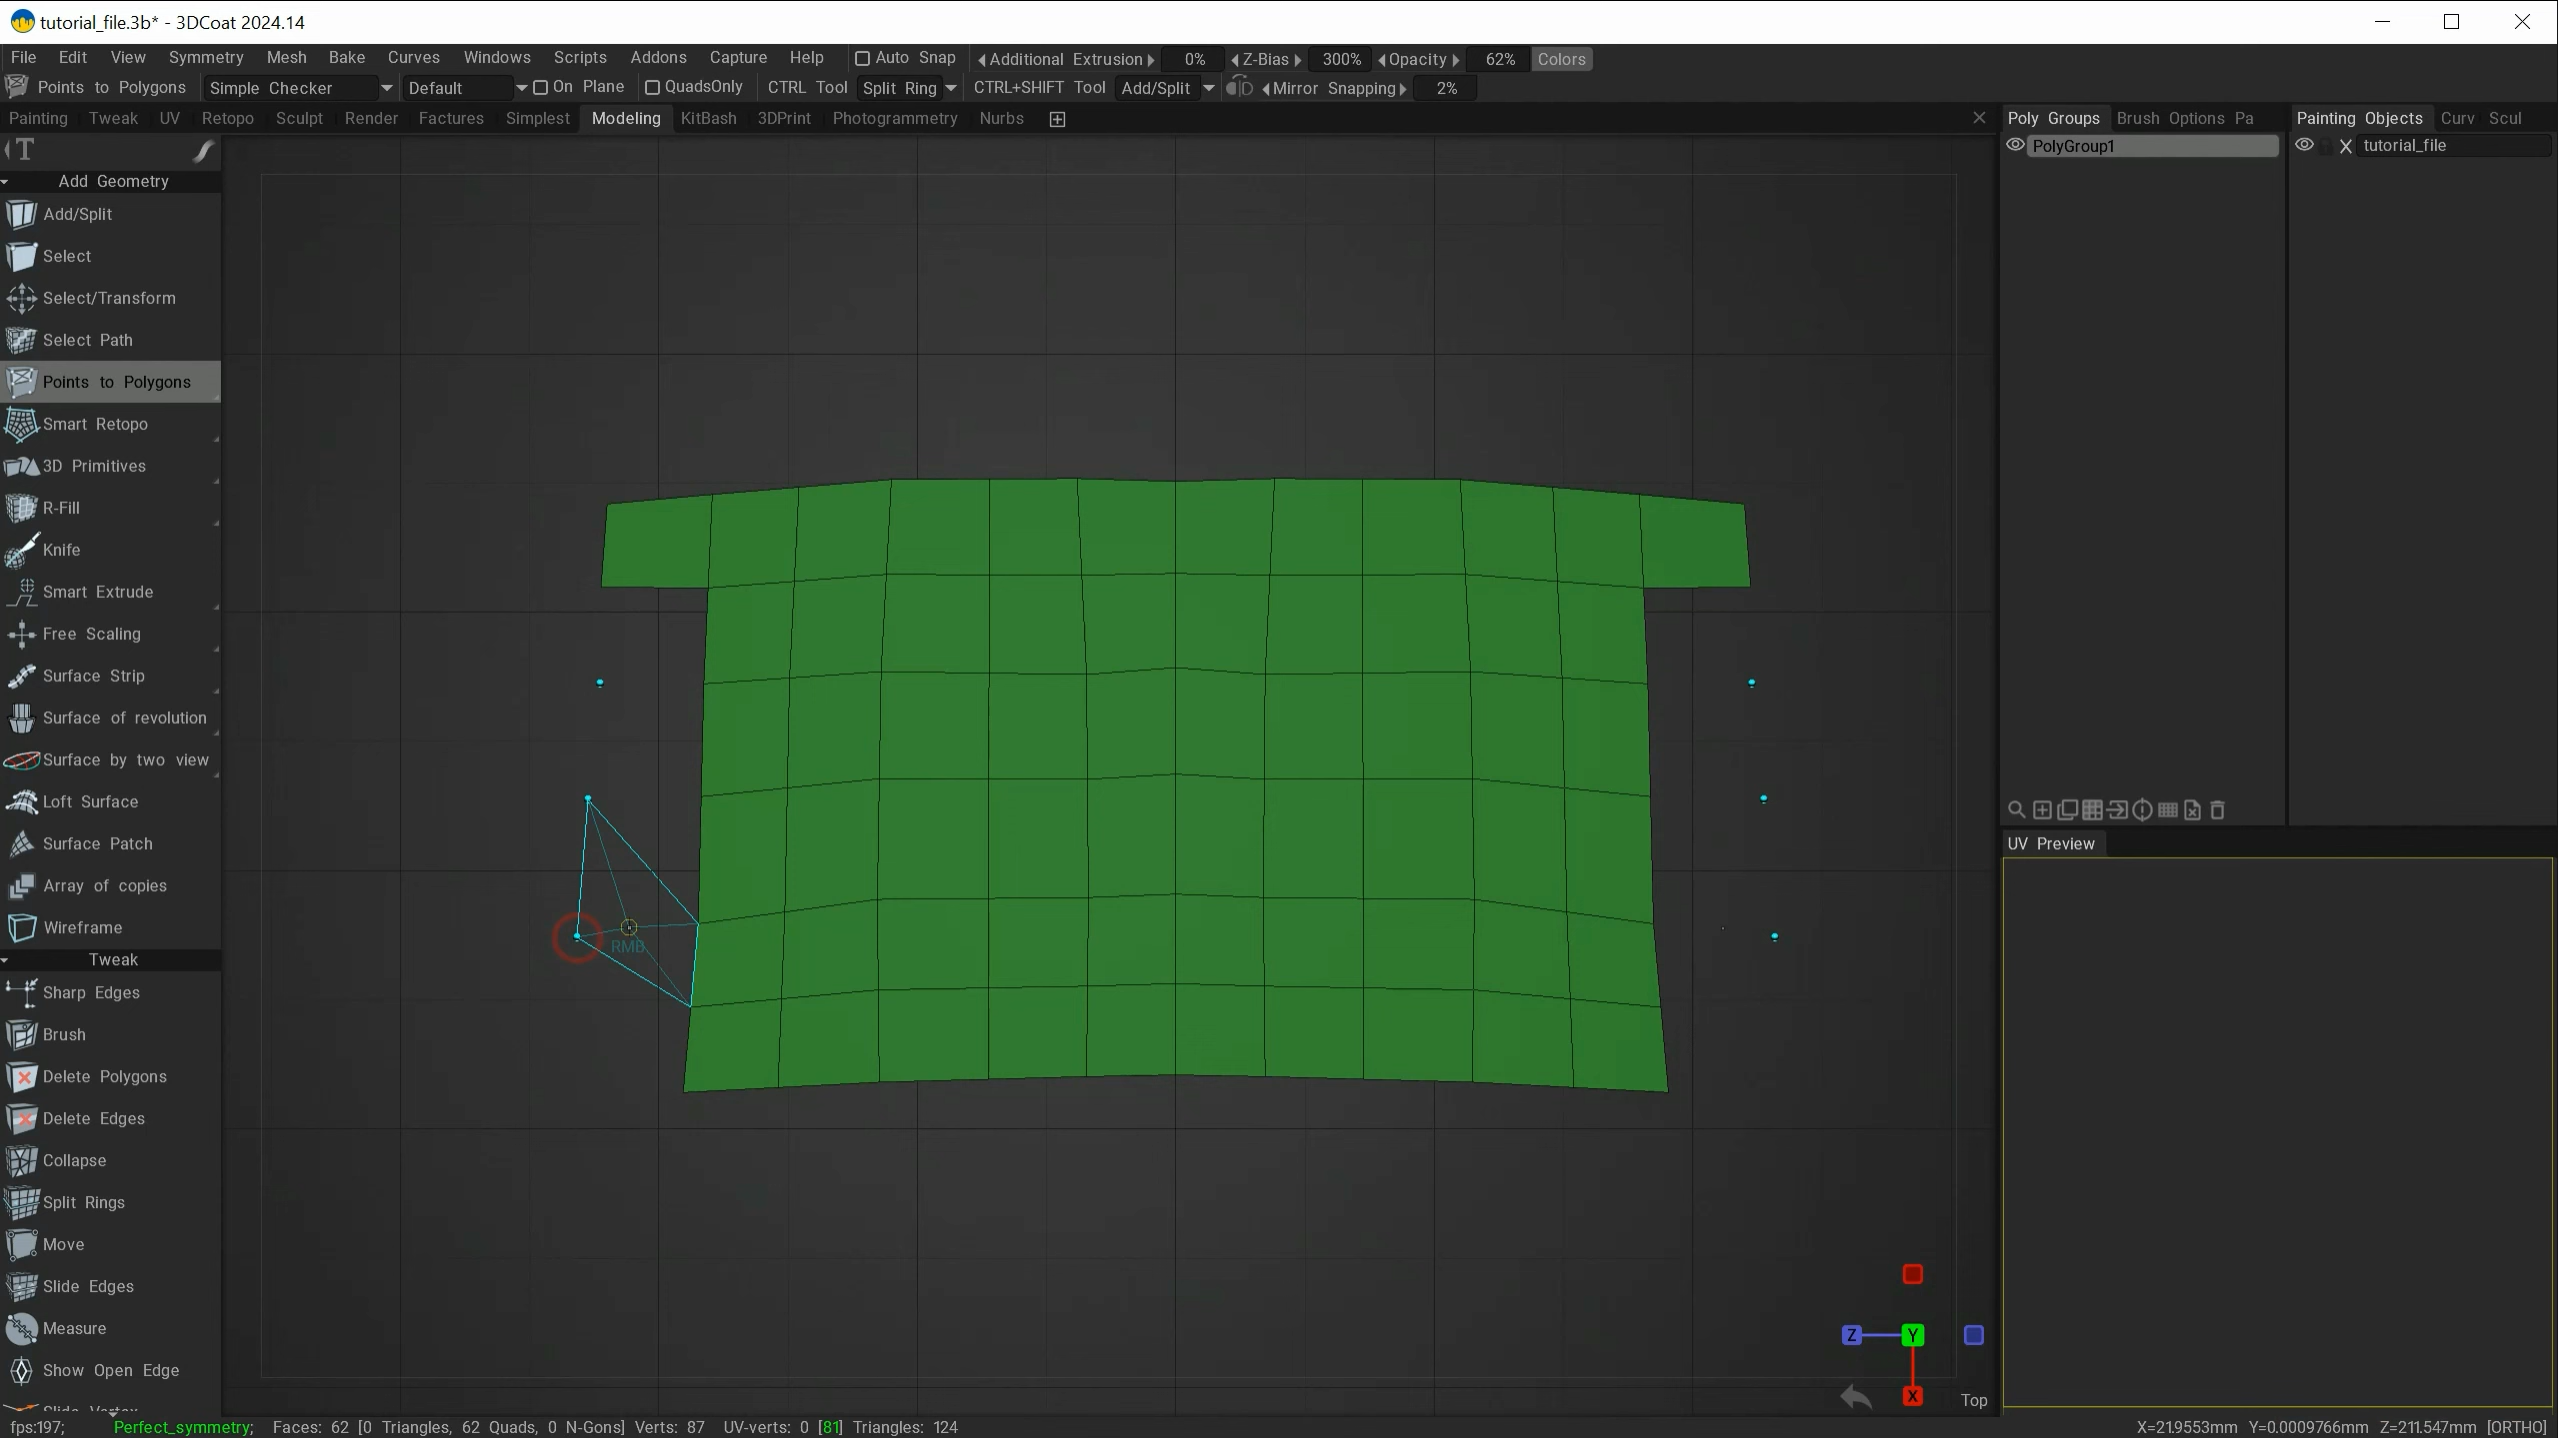 tutorial_file.3b* - 3DCoat 2024.14
File Edit View Symmetry Mesh Bake Curves Windows Scripts Addons Capture Help Auto Snap Additional Extrusion 0% Z-Bias 300% Opacity 62% Colors
Points to Polygons Simple Checker Default On Plane QuadsOnly CTRL Tool Split Ring CTRL+SHIFT Tool Add/Split Mirror Snapping 2%
Painting Tweak UV Retopo Sculpt Render Factures Simplest Modeling KitBash 3DPrint Photogrammetry Nurbs
Poly Groups Brush Options Pa
Painting Objects Curv Scul
PolyGroup1
X tutorial_file
T
Add Geometry
Add/Split
Select
Select/Transform
Select Path
Points to Polygons
Smart Retopo
3D Primitives
R-Fill
Knife
Smart Extrude
Free Scaling
Surface Strip
Surface of revolution
Surface by two view
Loft Surface
Surface Patch
Array of copies
Wireframe
Tweak
Sharp Edges
Brush
Delete Polygons
Delete Edges
Collapse
Split Rings
Move
Slide Edges
Measure
Show Open Edge
RMB
UV Preview
Z Y
X
Top
fps:197; Perfect_symmetry; Faces: 62 [0 Triangles, 62 Quads, 0 N-Gons] Verts: 87 UV-verts: 0 [81] Triangles: 124
X=21.9553mm Y=0.0009766mm Z=211.547mm [ORTHO]